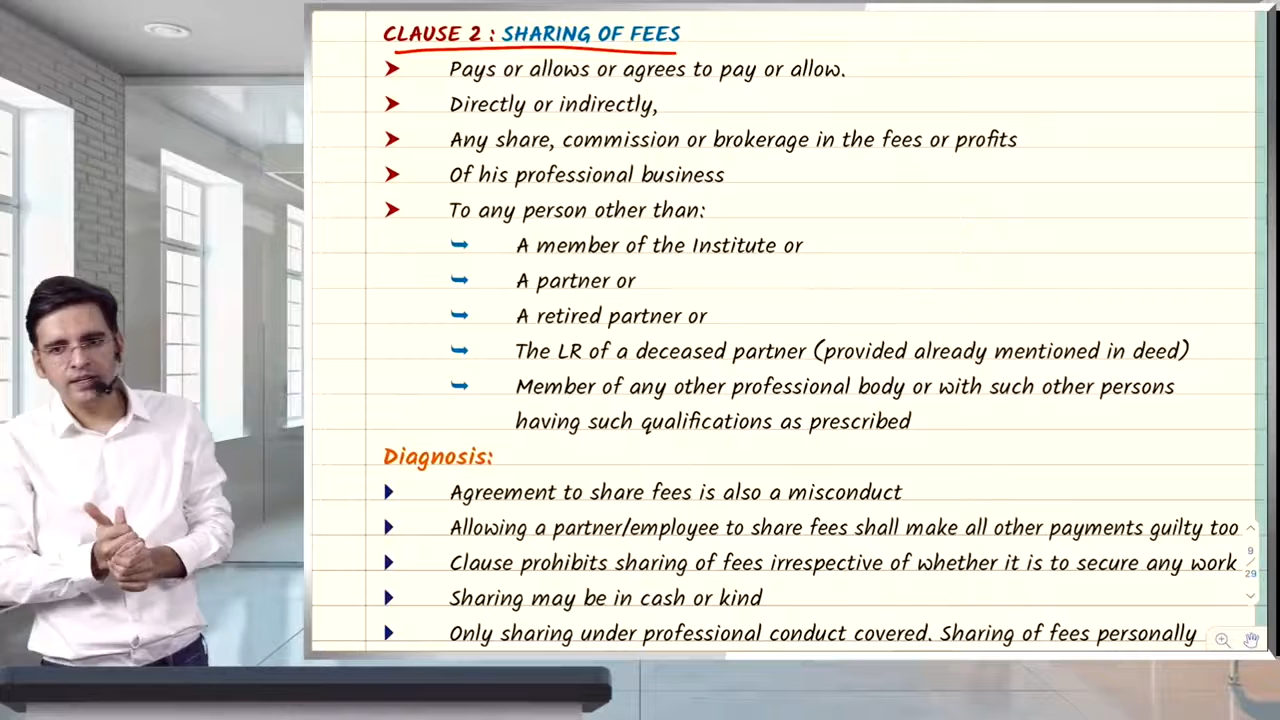 CLAUSE 2 : SHARING OF FEES
Pays or allows or agrees to pay or allow.
Directly or indirectly,
Any share, commission or brokerage in the fees or profits
Of his professional business
To any person other than:
A member of the Institute or
A partner or
A retired partner or
The LR of a deceased partner (provided already mentioned in deed)
Member of any other professional body or with such other persons
having such qualifications as prescribed
Diagnosis:
Agreement to share fees is also a misconduct
Allowing a partner/employee to share fees shall make all other payments guilty too
Clause prohibits sharing of fees irrespective of whether it is to secure any work
Sharing may be in cash or kind
Only sharing under professional conduct covered. Sharing of fees personally
9
/
29